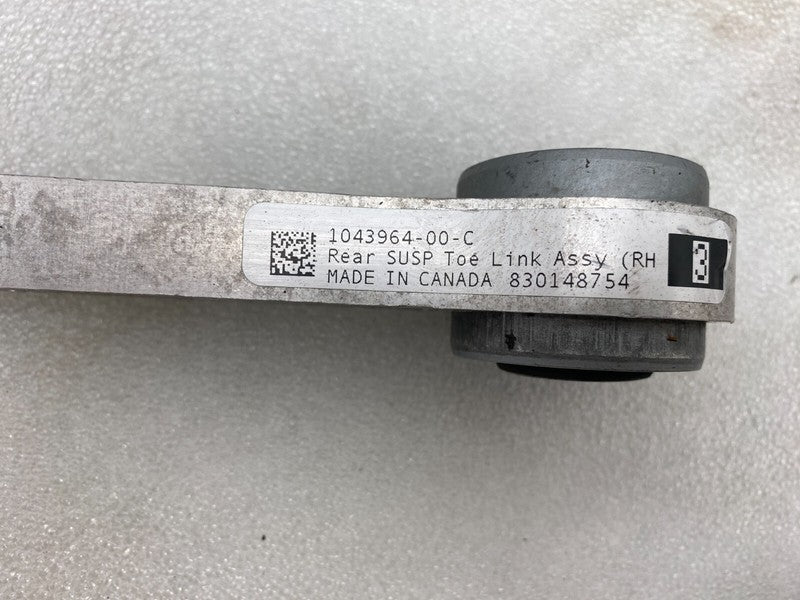 1043964-00-C
Rear SUSP Toe Link Assy (RH
MADE IN CANADA 830148754
3